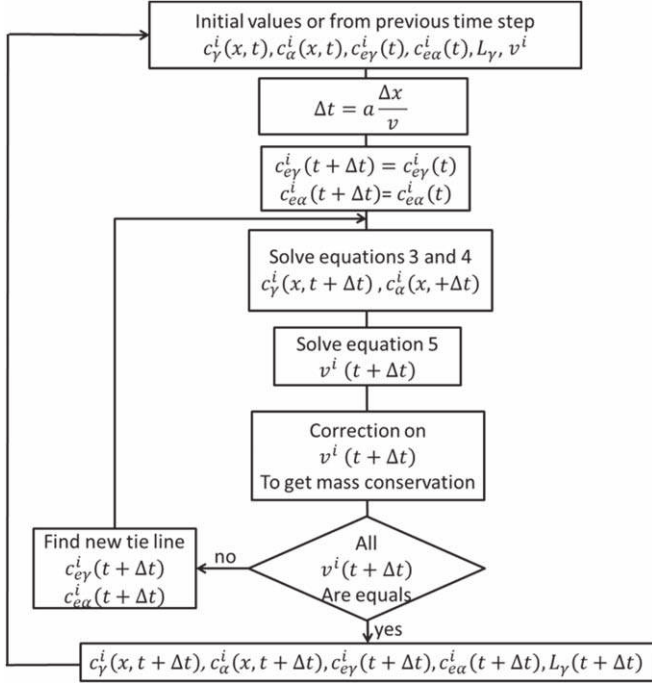 Initial values or from previous time step
c_γ^i(x, t), c_α^i(x, t), c_eγ^i(t), c_eα^i(t), L_γ, v^i
Δt = a Δx/v
c_eγ^i(t + Δt) = c_eγ^i(t)
c_eα^i(t + Δt)= c_eα^i(t)
Solve equations 3 and 4
c_γ^i(x, t + Δt) , c_α^i(x, +Δt)
Solve equation 5
v^i (t + Δt)
Correction on
v^i (t + Δt)
To get mass conservation
All
v^i(t + Δt)
Are equals
no
Find new tie line
c_eγ^i(t + Δt)
c_eα^i(t + Δt)
yes
c_γ^i(x, t + Δt), c_α^i(x, t + Δt), c_eγ^i(t + Δt), c_eα^i(t + Δt), L_γ(t + Δt)